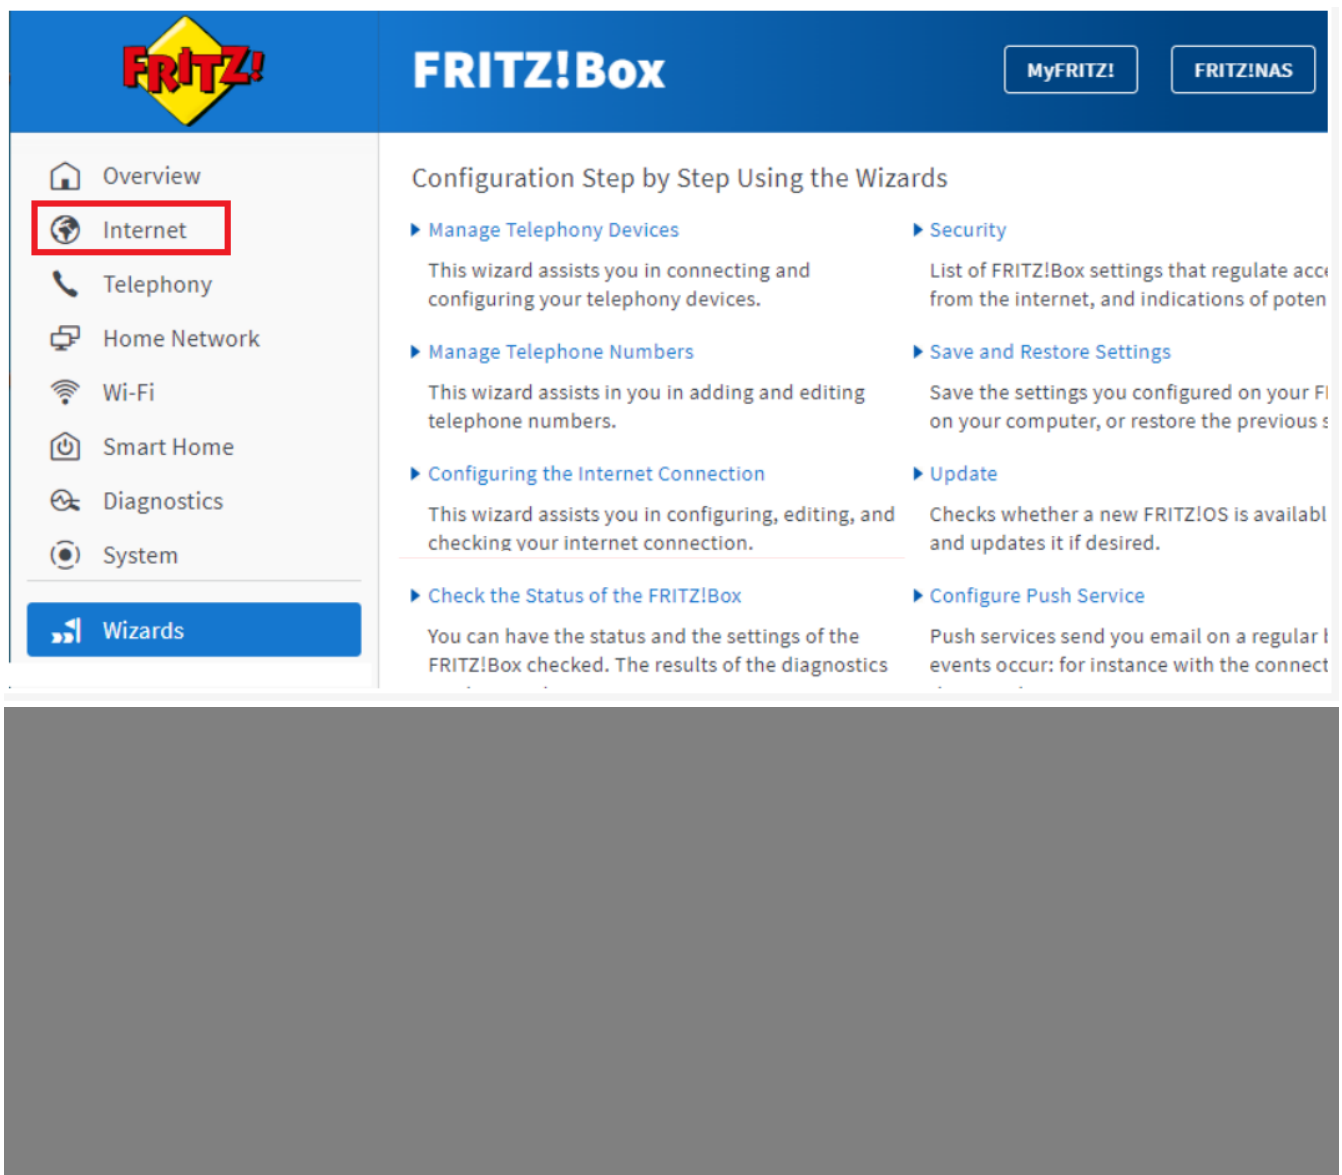 FRITZ!
FRITZ!Box
MyFRITZ!
FRITZ!NAS
Overview
Internet
Telephony
Home Network
Wi-Fi
Smart Home
Diagnostics
System
Wizards
Configuration Step by Step Using the Wizards
Manage Telephony Devices
This wizard assists you in connecting and
configuring your telephony devices.
Manage Telephone Numbers
This wizard assists in you in adding and editing
telephone numbers.
Configuring the Internet Connection
This wizard assists you in configuring, editing, and
checking your internet connection.
Check the Status of the FRITZ!Box
You can have the status and the settings of the
FRITZ!Box checked. The results of the diagnostics
Security
List of FRITZ!Box settings that regulate
from the internet, and indications of
Save and Restore Settings
Save the settings you configured on your
on your computer, or restore the previous
Update
Checks whether a new FRITZ!OS is
and updates it if desired.
Configure Push Service
Push services send you email on a regular
events occur: for instance with the